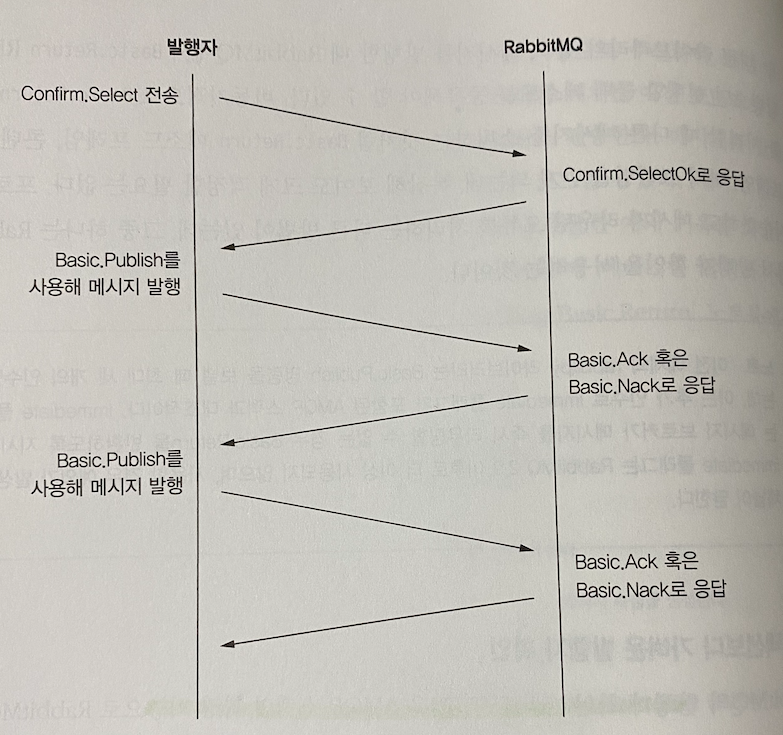 발행자
RabbitMQ
Confirm.Select 전송
Confirm.SelectOk로 응답
Basic.Publish를
사용해 메시지 발행
Basic.Ack 혹은
Basic.Nack로 응답
Basic.Publish를
사용해 메시지 발행
Basic.Ack 혹은
Basic.Nack로 응답